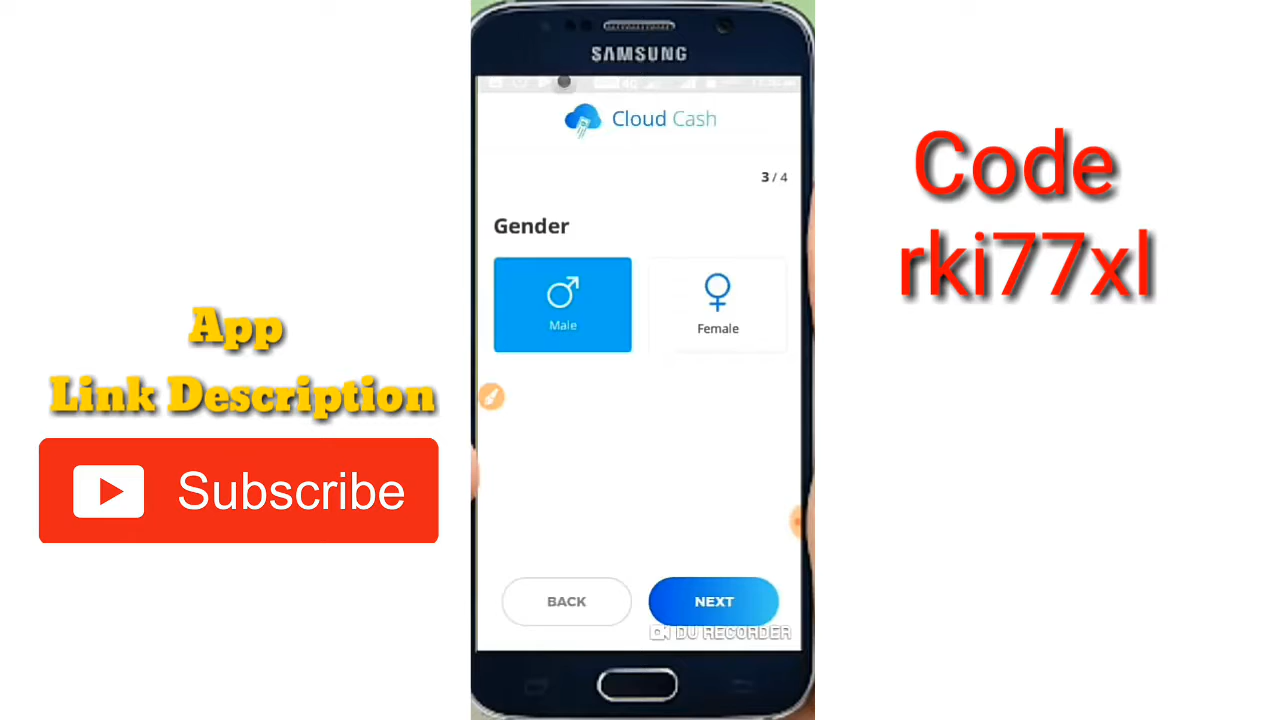 SAMSUNG
Cloud Cash
3 / 4
Gender
Male
Female
BACK
NEXT
DU RECORDER
App
Link Description
Subscribe
Code
rki77xl